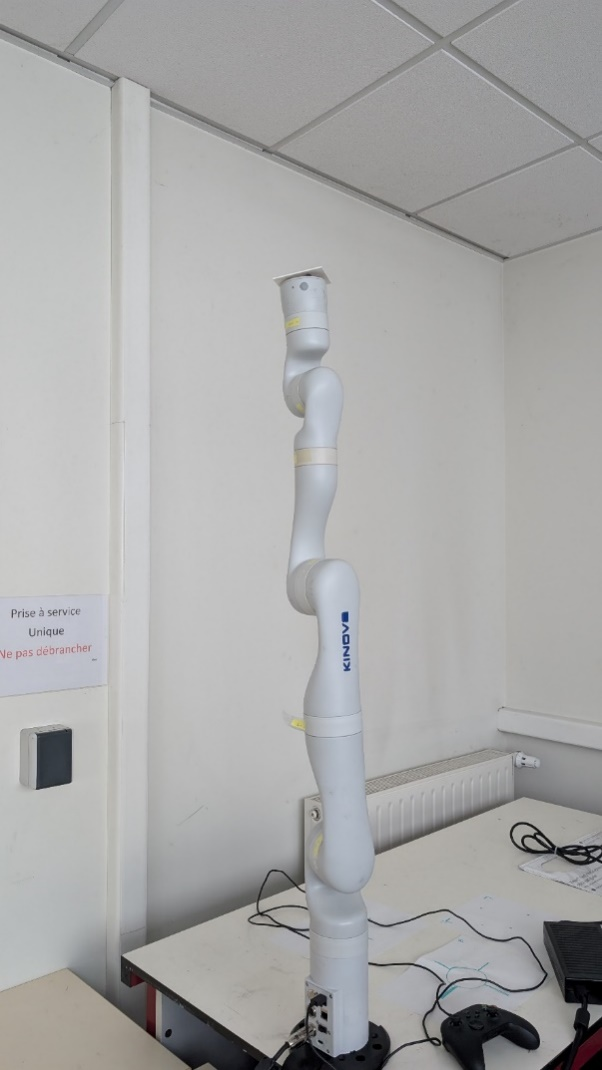 Prise à service
Unique
Ne pas débrancher
KINOVA